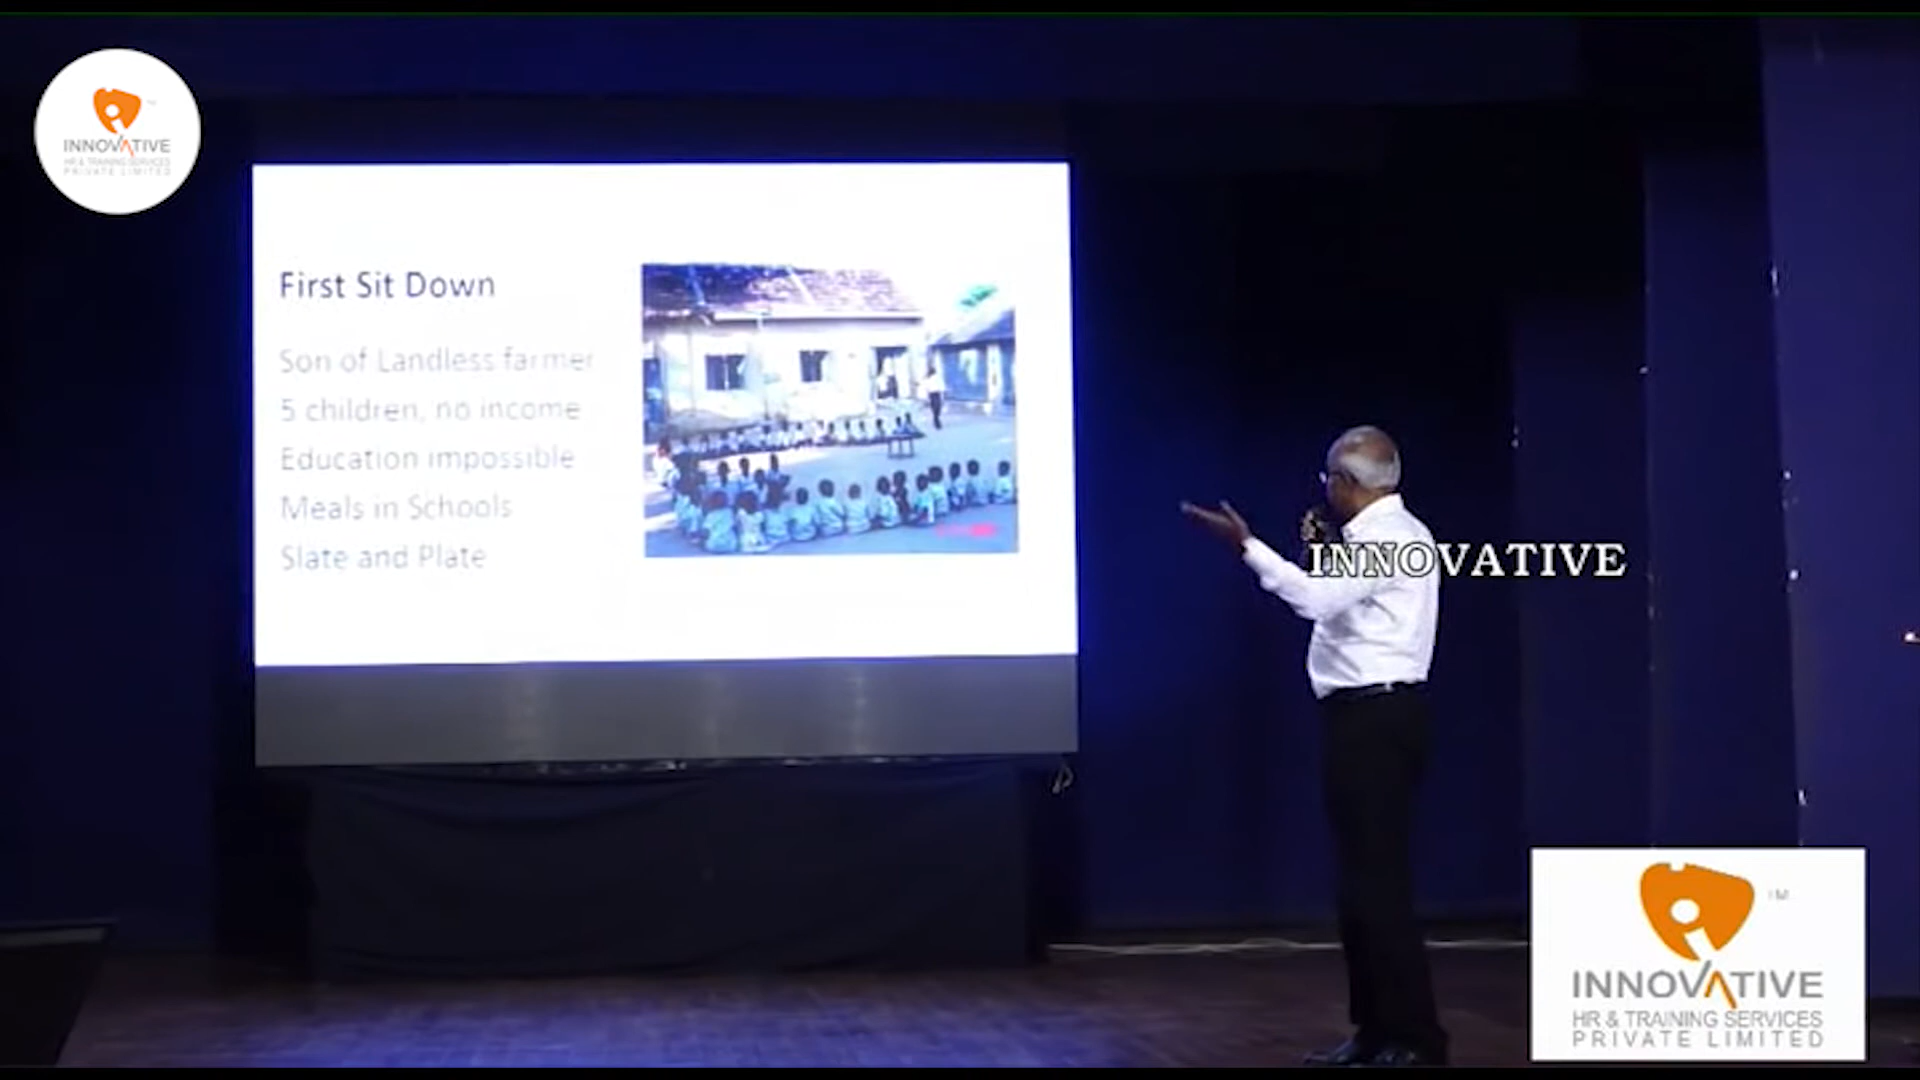 INNOVATIVE
HR & TRAINING SERVICES
PRIVATE LIMITED
First Sit Down
Son of Landless farmer
5 children, no income
Education impossible
Meals in Schools
Slate and Plate
INNOVATIVE
TM
INNOVATIVE
HR & TRAINING SERVICES
PRIVATE LIMITED